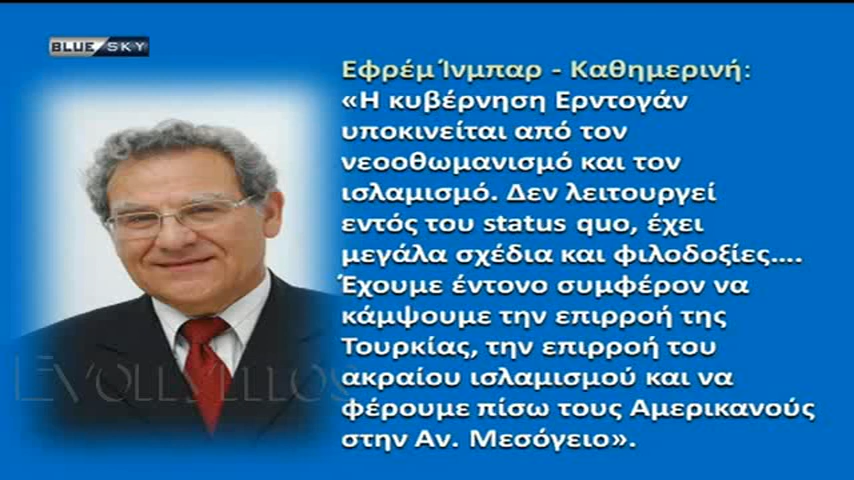 BLUE SKY
Εφρέμ Ίνμπαρ - Καθημερινή:
«Η κυβέρνηση Ερντογάν
υποκινείται από τον
νεοοθωμανισμό και τον
ισλαμισμό. Δεν λειτουργεί
εντός του status quo, έχει
μεγάλα σχέδια και φιλοδοξίες....
Έχουμε έντονο συμφέρον να
κάμψουμε την επιρροή της
Τουρκίας, την επιρροή του
ακραίου ισλαμισμού και να
φέρουμε πίσω τους Αμερικανούς
στην Αν. Μεσόγειο».